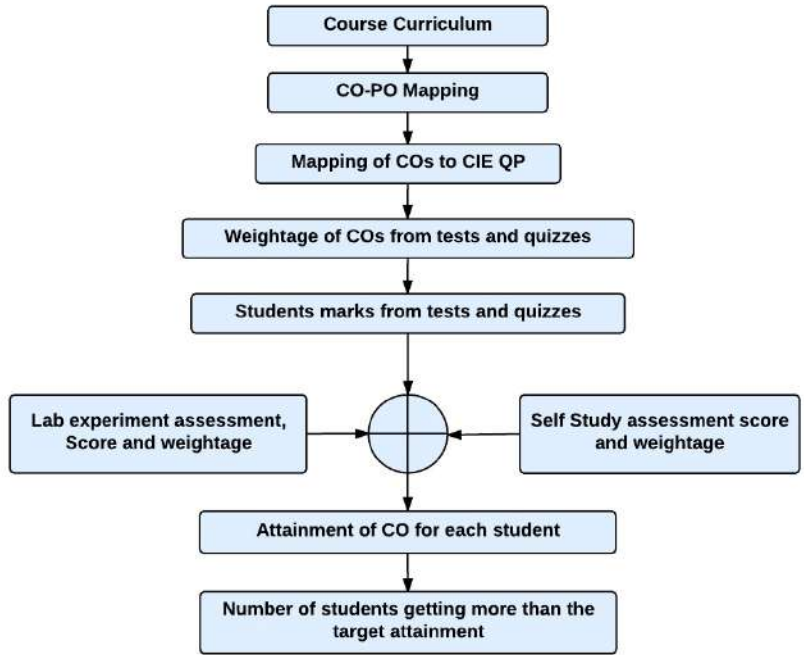 Course Curriculum
CO-PO Mapping
Mapping of COs to CIE QP
Weightage of COs from tests and quizzes
Students marks from tests and quizzes
Lab experiment assessment,
Score and weightage
Self Study assessment score
and weightage
Attainment of CO for each student
Number of students getting more than the
target attainment